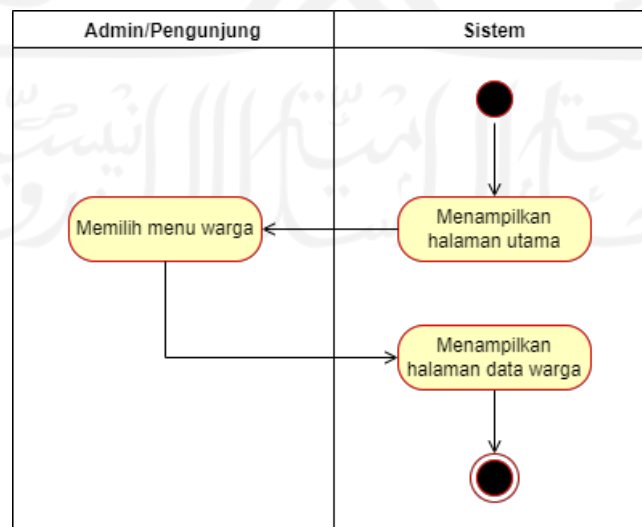 Admin/Pengunjung
Sistem
Menampilkan
halaman utama
Memilih menu warga
Menampilkan
halaman data warga